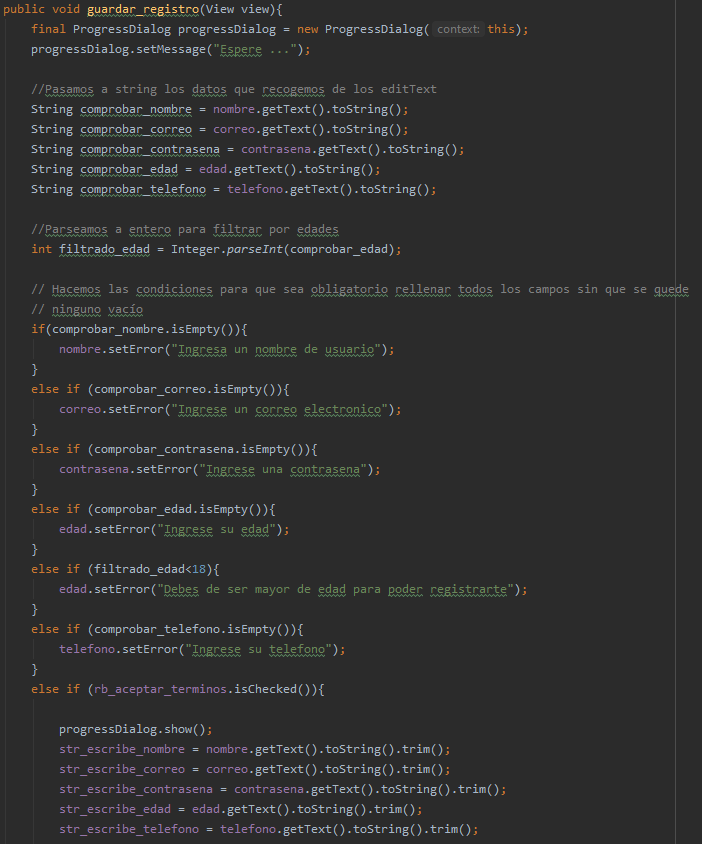 public void guardar_registro(View view){
    final ProgressDialog progressDialog = new ProgressDialog( context: this);
    progressDialog.setMessage("Espere ...");

    //Pasamos a string los datos que recogemos de los editText
    String comprobar_nombre = nombre.getText().toString();
    String comprobar_correo = correo.getText().toString();
    String comprobar_contrasena = contrasena.getText().toString();
    String comprobar_edad = edad.getText().toString();
    String comprobar_telefono = telefono.getText().toString();

    //Parseamos a entero para filtrar por edades
    int filtrado_edad = Integer.parseInt(comprobar_edad);

    // Hacemos las condiciones para que sea obligatorio rellenar todos los campos sin que se quede
    // ninguno vacío
    if(comprobar_nombre.isEmpty()){
        nombre.setError("Ingresa un nombre de usuario");
    }
    else if (comprobar_correo.isEmpty()){
        correo.setError("Ingrese un correo electronico");
    }
    else if (comprobar_contrasena.isEmpty()){
        contrasena.setError("Ingrese una contrasena");
    }
    else if (comprobar_edad.isEmpty()){
        edad.setError("Ingrese su edad");
    }
    else if (filtrado_edad<18){
        edad.setError("Debes de ser mayor de edad para poder registrarte");
    }
    else if (comprobar_telefono.isEmpty()){
        telefono.setError("Ingrese su telefono");
    }
    else if (rb_aceptar_terminos.isChecked()){

        progressDialog.show();
        str_escribe_nombre = nombre.getText().toString().trim();
        str_escribe_correo = correo.getText().toString().trim();
        str_escribe_contrasena = contrasena.getText().toString().trim();
        str_escribe_edad = edad.getText().toString().trim();
        str_escribe_telefono = telefono.getText().toString().trim();